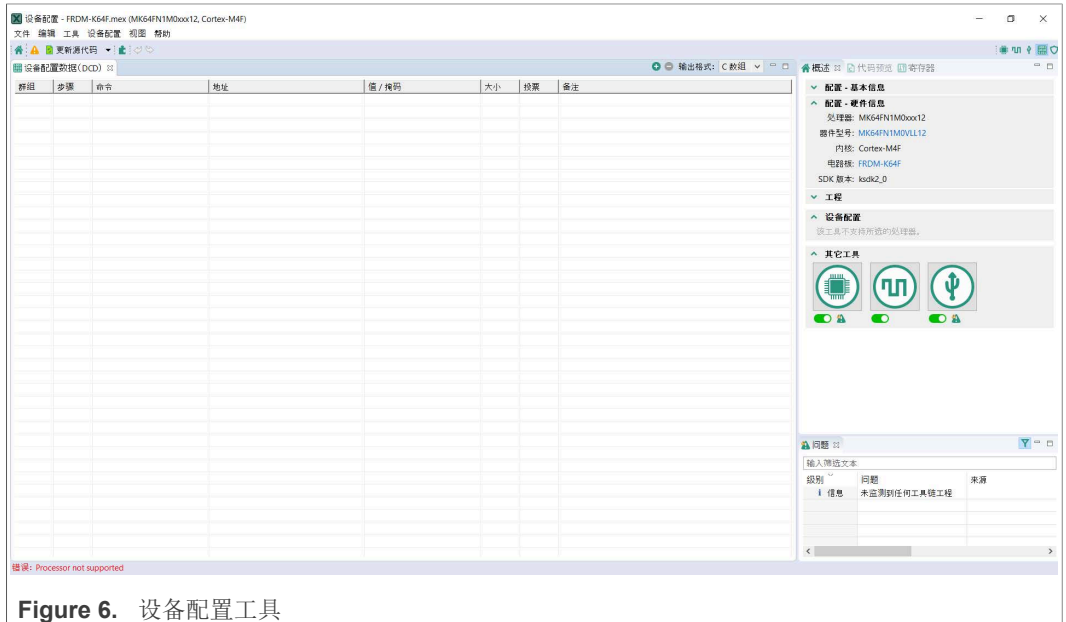 设备配置 - FRDM-K64F.mex (MK64FN1M0xxx12, Cortex-M4F)
文件 编辑 工具 设备配置 视图 帮助
更新源代码
设备配置数据(DCD)
输出格式: C 数组
群组 步骤 命令 地址 值 / 掩码 大小 投票 备注
概述 代码预览 寄存器
配置 - 基本信息
配置 - 硬件信息
处理器: MK64FN1M0xxx12
器件型号: MK64FN1M0VLL12
内核: Cortex-M4F
电路板: FRDM-K64F
SDK 版本: ksdk2_0
工程
设备配置
该工具不支持所选的处理器。
其它工具
问题
输入筛选文本
级别 问题 来源
信息 未监测到任何工具链工程
错误: Processor not supported
Figure 6. 设备配置工具